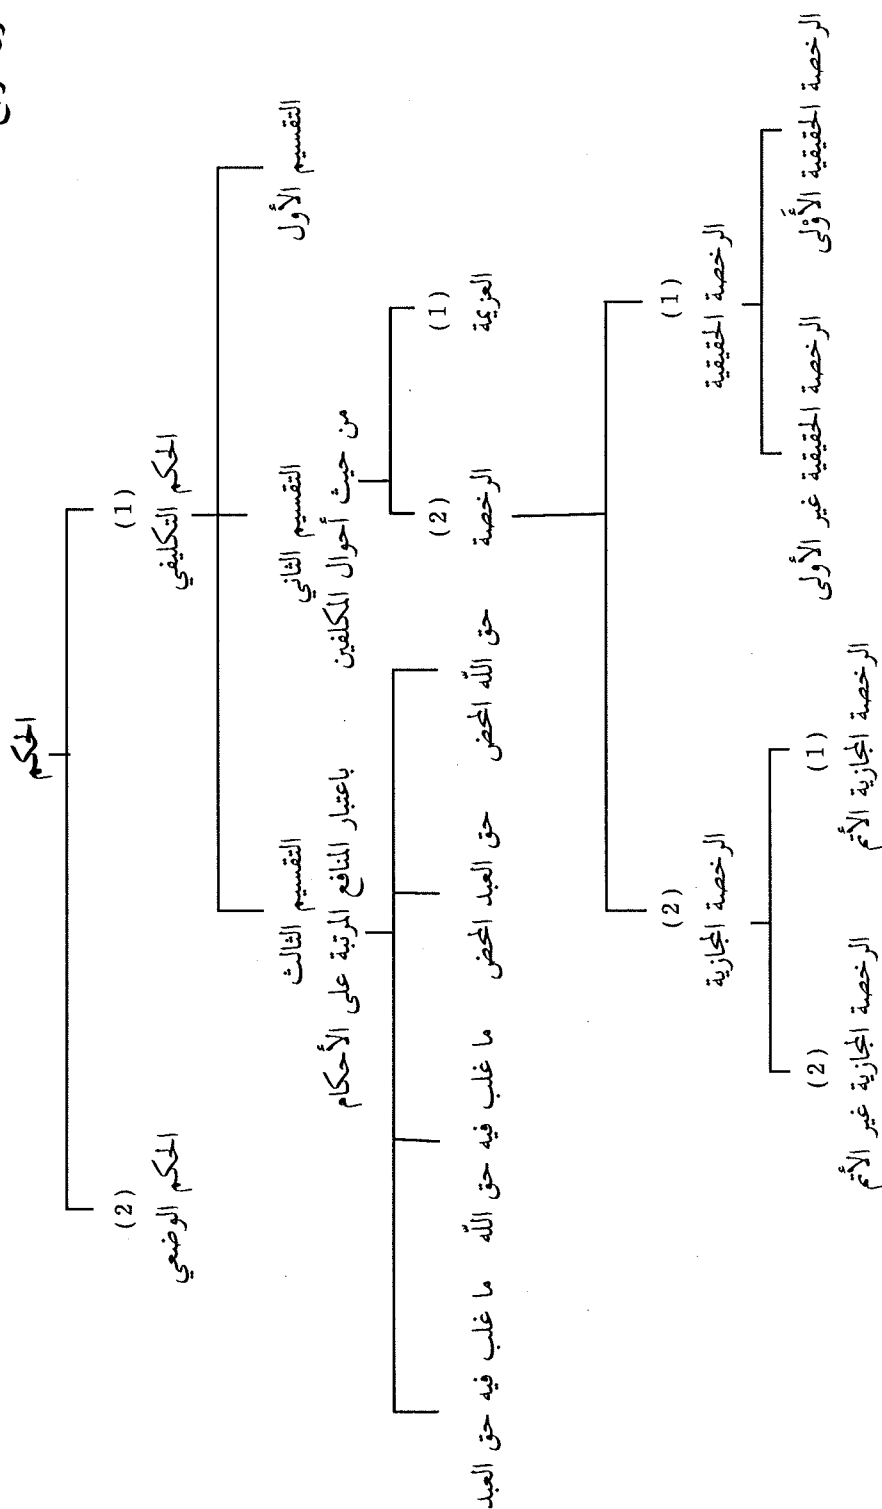 الحكم
(1)
الحكم التكليفي
(2)
الحكم الوضعي
التقسيم الأول
التقسيم الثاني
من حيث أحوال المكلفين
التقسيم الثالث
باعتبار المنافع المرتبة على الأحكام
(1)
العزيمة
(2)
الرخصة
حق الله المحض
حق العبد المحض
ما غلب فيه حق الله
ما غلب فيه حق العبد
(1)
الرخصة الحقيقية
(2)
الرخصة المجازية
الرخصة الحقيقية الأَوْلى
الرخصة الحقيقية غير الأولى
(1)
الرخصة المجازية الأتم
(2)
الرخصة المجازية غير الأتم